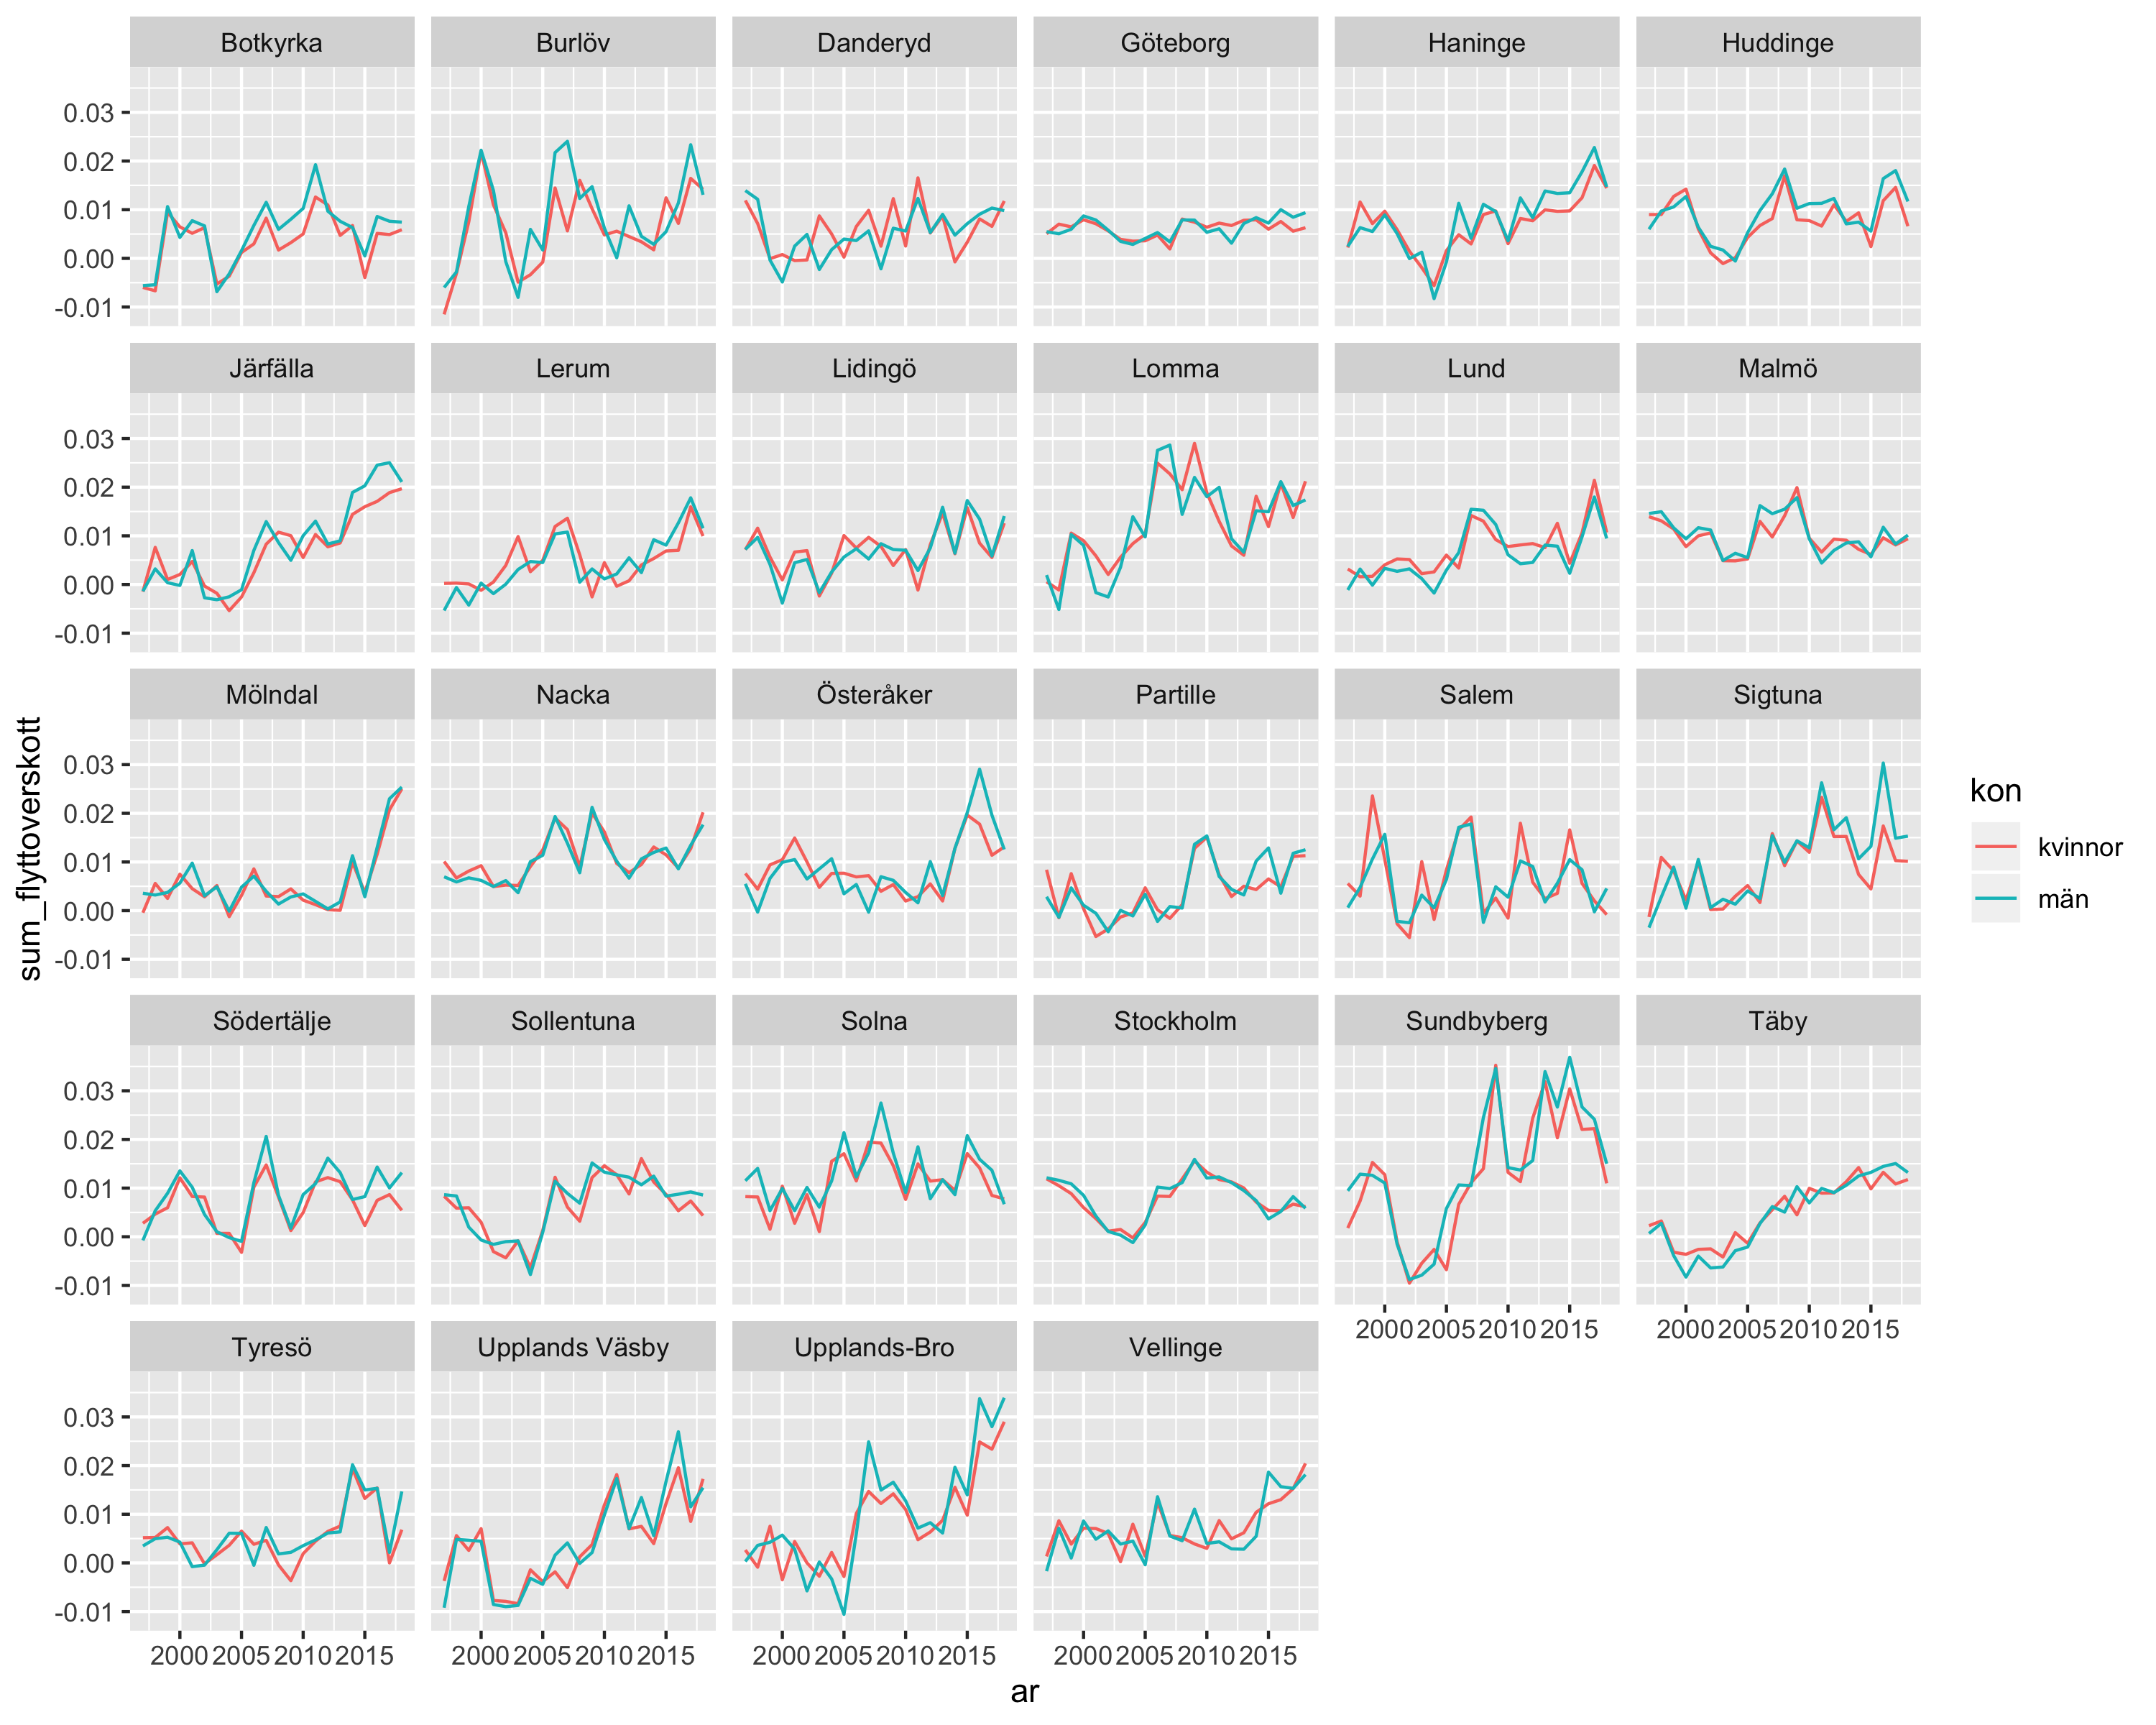 Botkyrka Burlöv Danderyd Göteborg Haninge Huddinge
0.03
0.02
0.01
0.00
-0.01
Järfälla Lerum Lidingö Lomma Lund Malmö
0.03
0.02
0.01
0.00
-0.01
Mölndal Nacka Österåker Partille Salem Sigtuna
0.03
0.02
0.01
0.00
-0.01
Södertälje Sollentuna Solna Stockholm Sundbyberg Täby
0.03
0.02
0.01
0.00
-0.01
2000 2005 2010 2015 2000 2005 2010 2015
Tyresö Upplands Väsby Upplands-Bro Vellinge
0.03
0.02
0.01
0.00
-0.01
2000 2005 2010 2015 2000 2005 2010 2015 2000 2005 2010 2015 2000 2005 2010 2015
ar
sum_flyttoverskott
kon
kvinnor
män